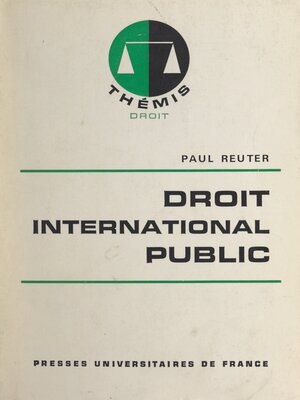 THÉMIS
DROIT
PAUL REUTER
DROIT
INTERNATIONAL
PUBLIC
PRESSES UNIVERSITAIRES DE FRANCE